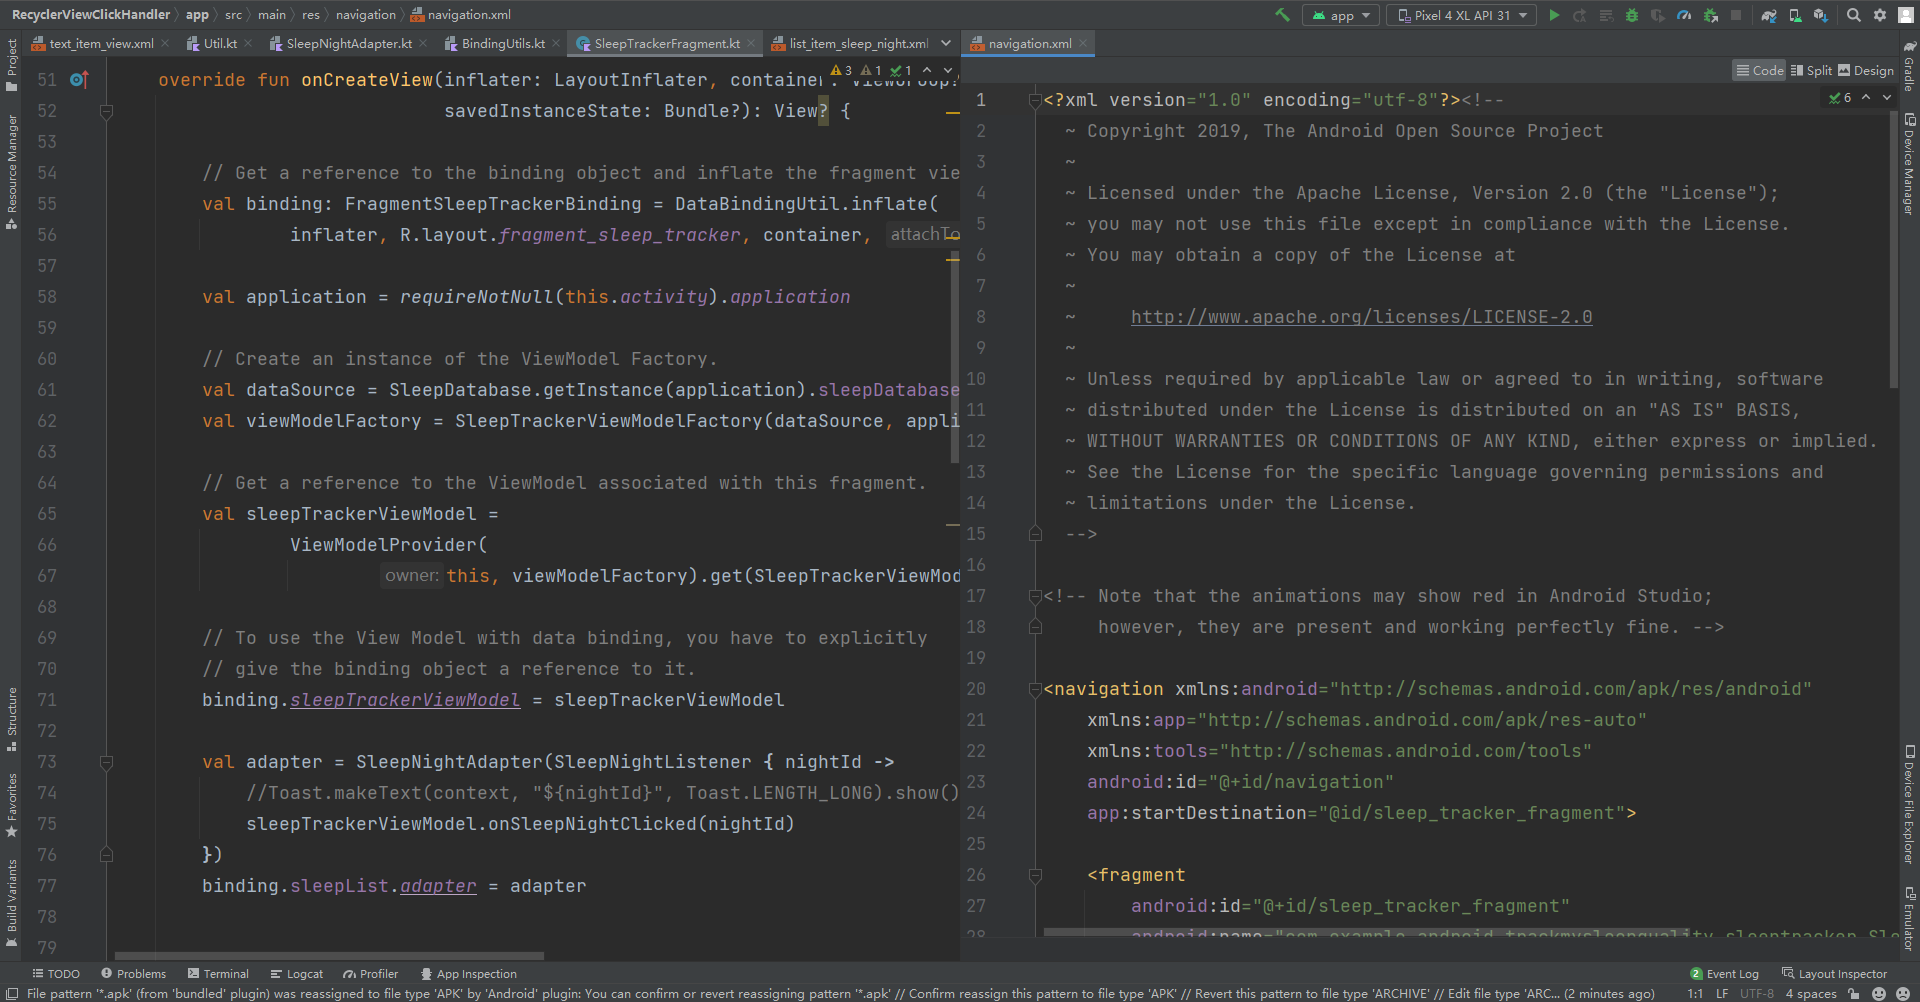 RecyclerViewClickHandler app src main res navigation navigation.xml
app Pixel 4 XL API 31
text_item_view.xml Util.kt SleepNightAdapter.kt BindingUtils.kt SleepTrackerFragment.kt list_item_sleep_night.xml navigation.xml
Project
Resource Manager
Structure
Favorites
Build Variants
3 1 1
51 override fun onCreateView(inflater: LayoutInflater, container: ViewGroup?
52 savedInstanceState: Bundle?): View? {
53
54 // Get a reference to the binding object and inflate the fragment vie
55 val binding: FragmentSleepTrackerBinding = DataBindingUtil.inflate(
56 inflater, R.layout.fragment_sleep_tracker, container, attachTo
57
58 val application = requireNotNull(this.activity).application
59
60 // Create an instance of the ViewModel Factory.
61 val dataSource = SleepDatabase.getInstance(application).sleepDatabase
62 val viewModelFactory = SleepTrackerViewModelFactory(dataSource, appli
63
64 // Get a reference to the ViewModel associated with this fragment.
65 val sleepTrackerViewModel =
66 ViewModelProvider(
67 owner: this, viewModelFactory).get(SleepTrackerViewMod
68
69 // To use the View Model with data binding, you have to explicitly
70 // give the binding object a reference to it.
71 binding.sleepTrackerViewModel = sleepTrackerViewModel
72
73 val adapter = SleepNightAdapter(SleepNightListener { nightId ->
74 //Toast.makeText(context, "${nightId}", Toast.LENGTH_LONG).show()
75 sleepTrackerViewModel.onSleepNightClicked(nightId)
76 })
77 binding.sleepList.adapter = adapter
78
79
Code Split Design
6
1 <?xml version="1.0" encoding="utf-8"?><!--
2 ~ Copyright 2019, The Android Open Source Project
3 ~
4 ~ Licensed under the Apache License, Version 2.0 (the "License");
5 ~ you may not use this file except in compliance with the License.
6 ~ You may obtain a copy of the License at
7 ~
8 ~ http://www.apache.org/licenses/LICENSE-2.0
9 ~
10 ~ Unless required by applicable law or agreed to in writing, software
11 ~ distributed under the License is distributed on an "AS IS" BASIS,
12 ~ WITHOUT WARRANTIES OR CONDITIONS OF ANY KIND, either express or implied.
13 ~ See the License for the specific language governing permissions and
14 ~ limitations under the License.
15 -->
16
17 <!-- Note that the animations may show red in Android Studio;
18 however, they are present and working perfectly fine. -->
19
20 <navigation xmlns:android="http://schemas.android.com/apk/res/android"
21 xmlns:app="http://schemas.android.com/apk/res-auto"
22 xmlns:tools="http://schemas.android.com/tools"
23 android:id="@+id/navigation"
24 app:startDestination="@id/sleep_tracker_fragment">
25
26 <fragment
27 android:id="@+id/sleep_tracker_fragment"
28 android:name="com.example.android.trackmysleepquality.sleeptracker.Sle
Gradle
Device Manager
Device File Explorer
Emulator
TODO Problems Terminal Logcat Profiler App Inspection 2 Event Log Layout Inspector
File pattern '*.apk' (from 'bundled' plugin) was reassigned to file type 'APK' by 'Android' plugin: You can confirm or revert reassigning pattern '*.apk' // Confirm reassign this pattern to file type 'APK' // Revert this pattern to file type 'ARCHIVE' // Edit file type 'ARC... (2 minutes ago) 1:1 LF UTF-8 4 spaces